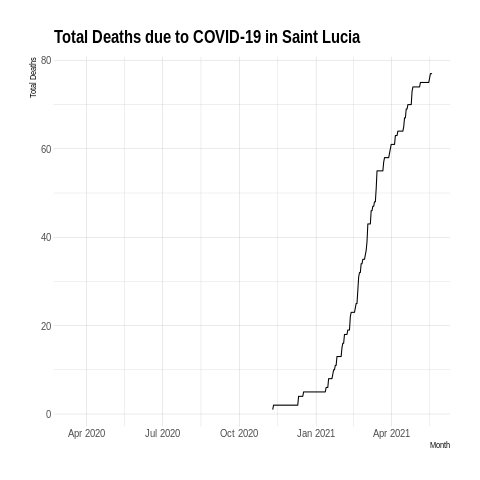 Total Deaths due to COVID-19 in Saint Lucia
Total Deaths
80
60
40
20
0
Apr 2020 Jul 2020 Oct 2020 Jan 2021 Apr 2021
Month